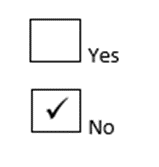 Yes
✓ No